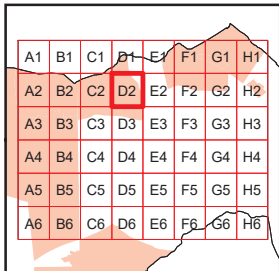 A1 B1 C1 D1 E1 F1 G1 H1
A2 B2 C2 D2 E2 F2 G2 H2
A3 B3 C3 D3 E3 F3 G3 H3
A4 B4 C4 D4 E4 F4 G4 H4
A5 B5 C5 D5 E5 F5 G5 H5
A6 B6 C6 D6 E6 F6 G6 H6